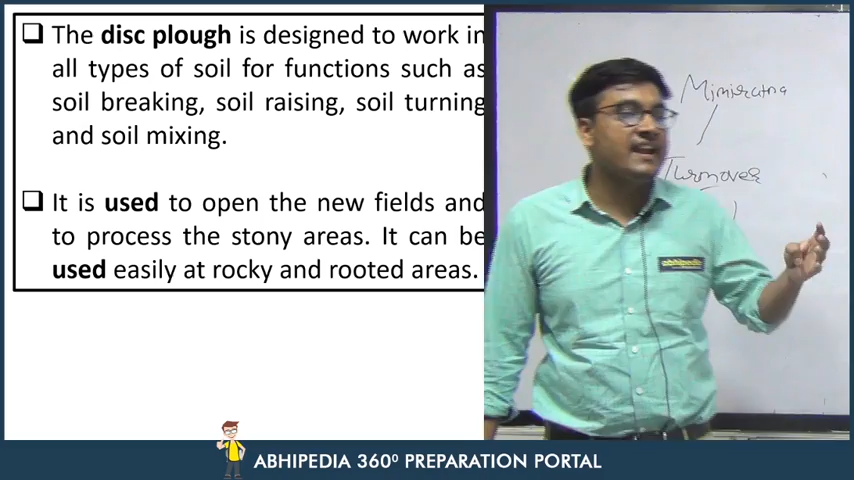 ❑ The disc plough is designed to work in
all types of soil for functions such as
soil breaking, soil raising, soil turning
and soil mixing.
❑ It is used to open the new fields and
to process the stony areas. It can be
used easily at rocky and rooted areas.
Miniratna
Turnover
abhipedia
ABHIPEDIA 360⁰ PREPARATION PORTAL